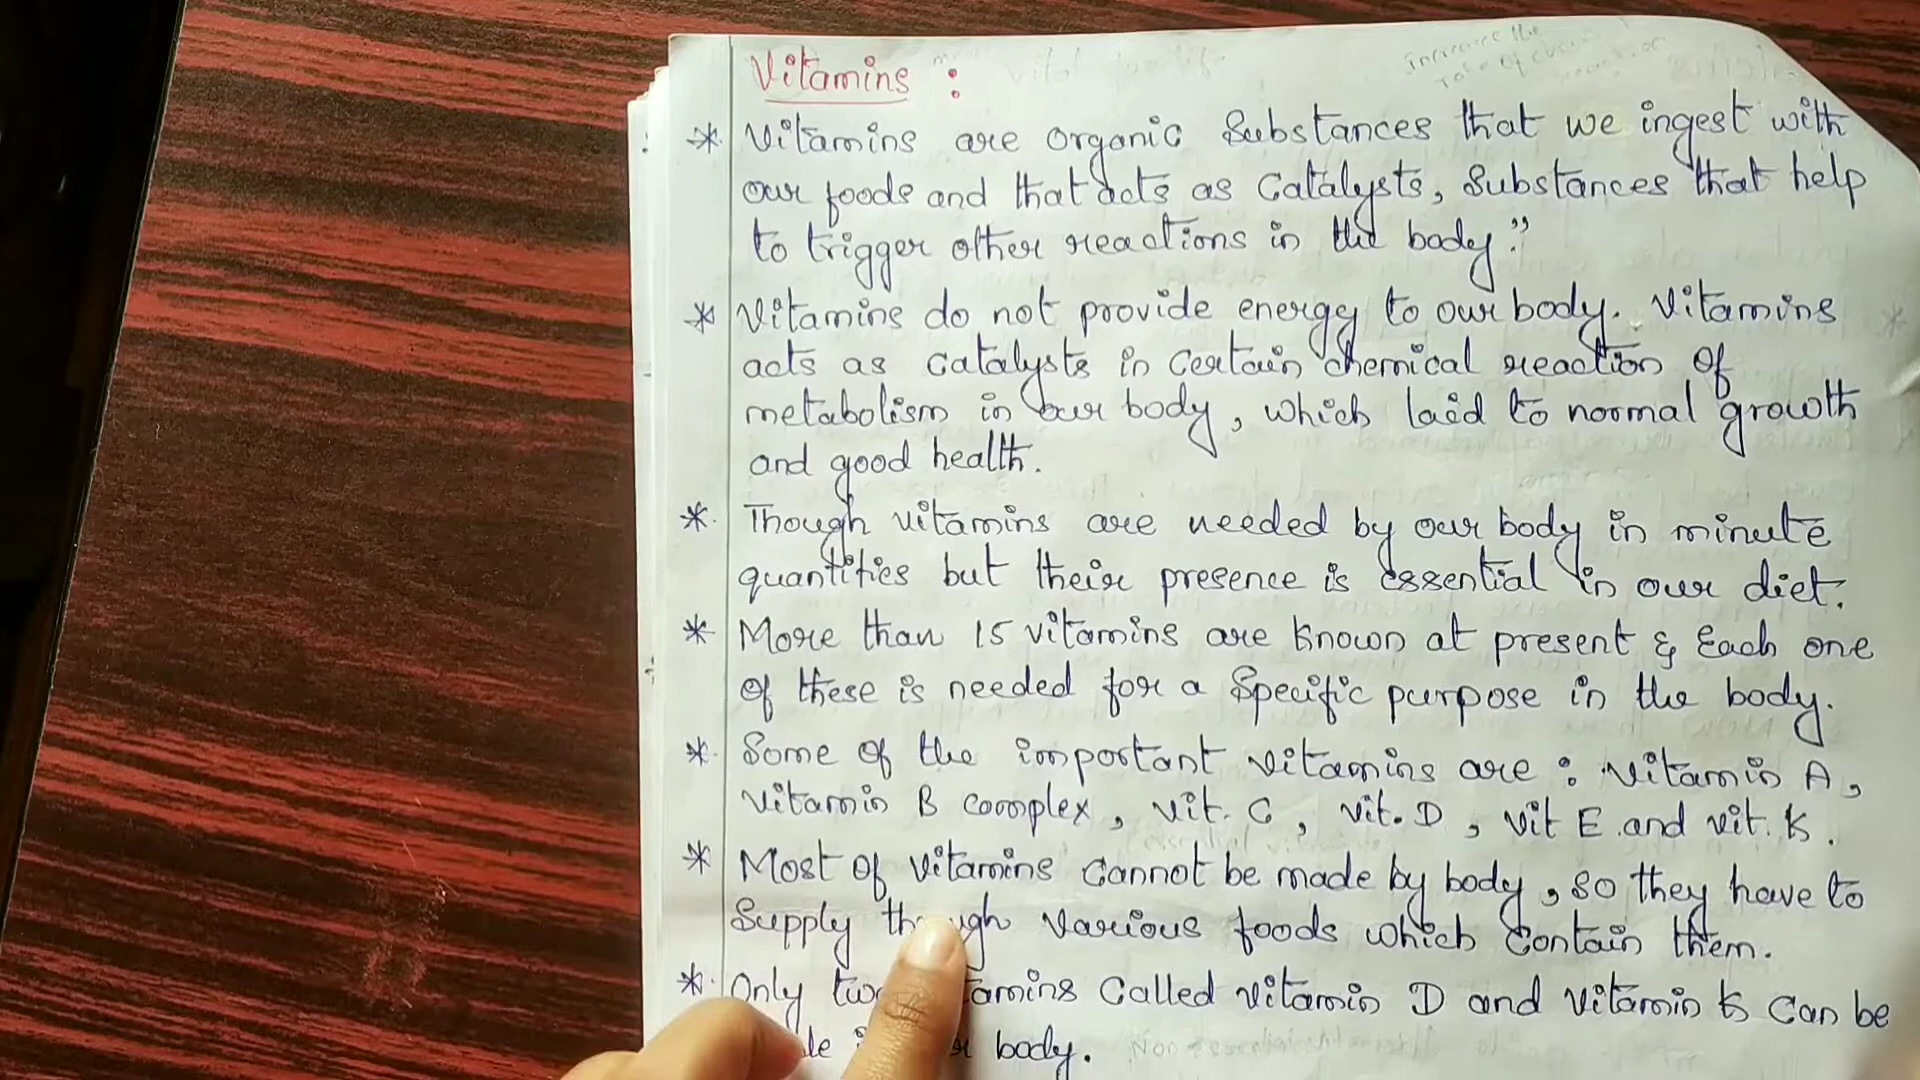 Vitamins :
* Vitamins are organic Substances that we ingest with
our foods and that acts as Catalysts, Substances that help
to trigger other reactions in the body."
* Vitamins do not provide energy to our body. Vitamins
acts as catalysts in Certain chemical reaction of
metabolism in our body, which laid to normal growth
and good health.
* Though vitamins are needed by our body in minute
quantities but their presence is essential in our diet.
* More than 15 vitamins are known at present & Each one
of these is needed for a Specific purpose in the body.
* Some of the important vitamins are : vitamin A,
vitamin B complex, vit. C, vit. D, vit E and vit. K.
* Most of vitamins Cannot be made by body, so they have to
Supply though various foods which Contain them.
* Only two vitamins Called vitamin D and vitamin K Can be
body.